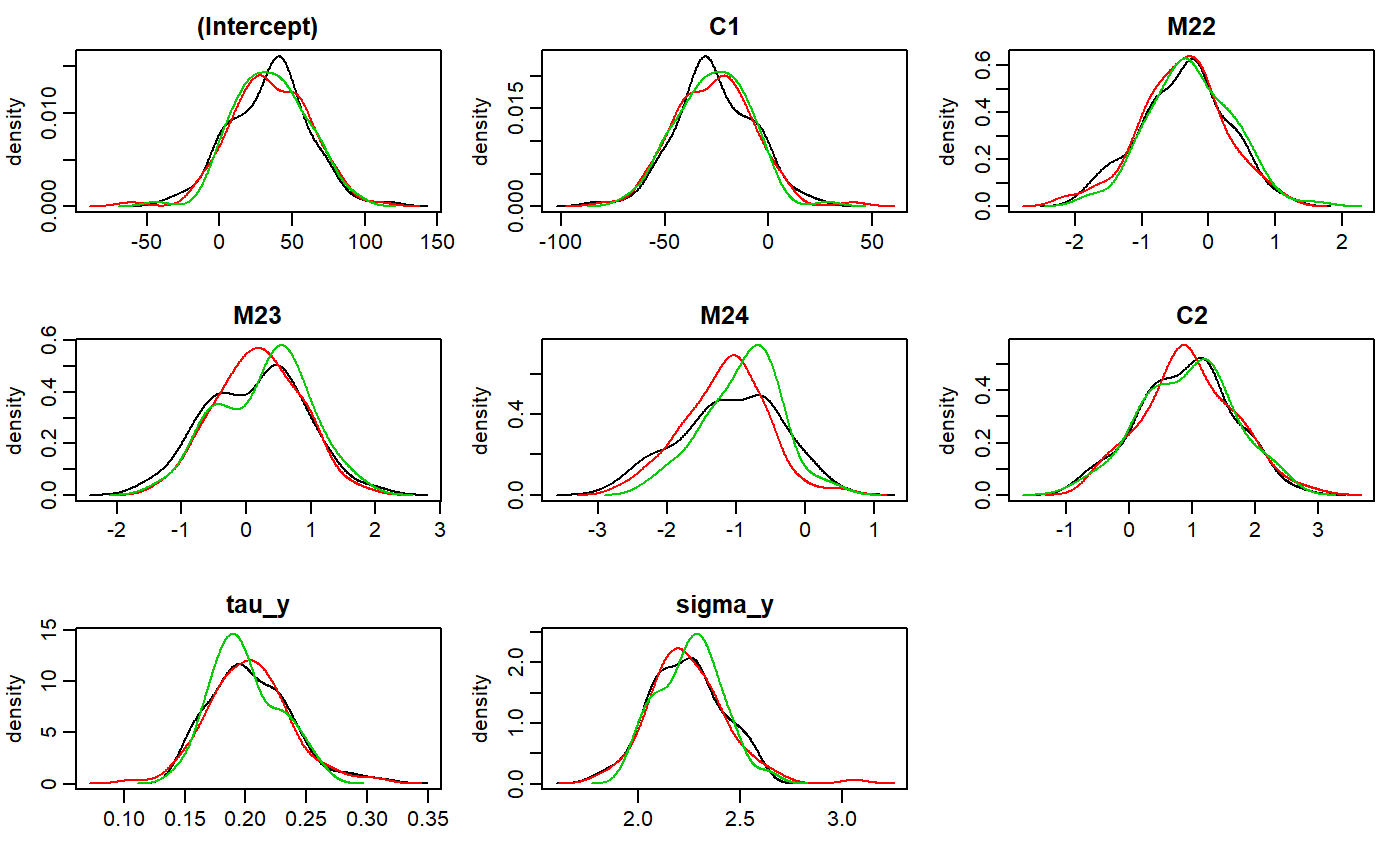 (Intercept)
density
0.000
0.010
-50 0 50 100 150
C1
density
0.000
0.015
-100 -50 0 50
M22
density
0.0 0.2 0.4 0.6
-2 -1 0 1 2
M23
density
0.0 0.2 0.4 0.6
-2 -1 0 1 2 3
M24
density
0.0 0.4
-3 -2 -1 0 1
C2
density
0.0 0.2 0.4
-1 0 1 2 3
tau_y
density
0 5 10 15
0.10 0.15 0.20 0.25 0.30 0.35
sigma_y
density
0.0 1.0 2.0
2.0 2.5 3.0